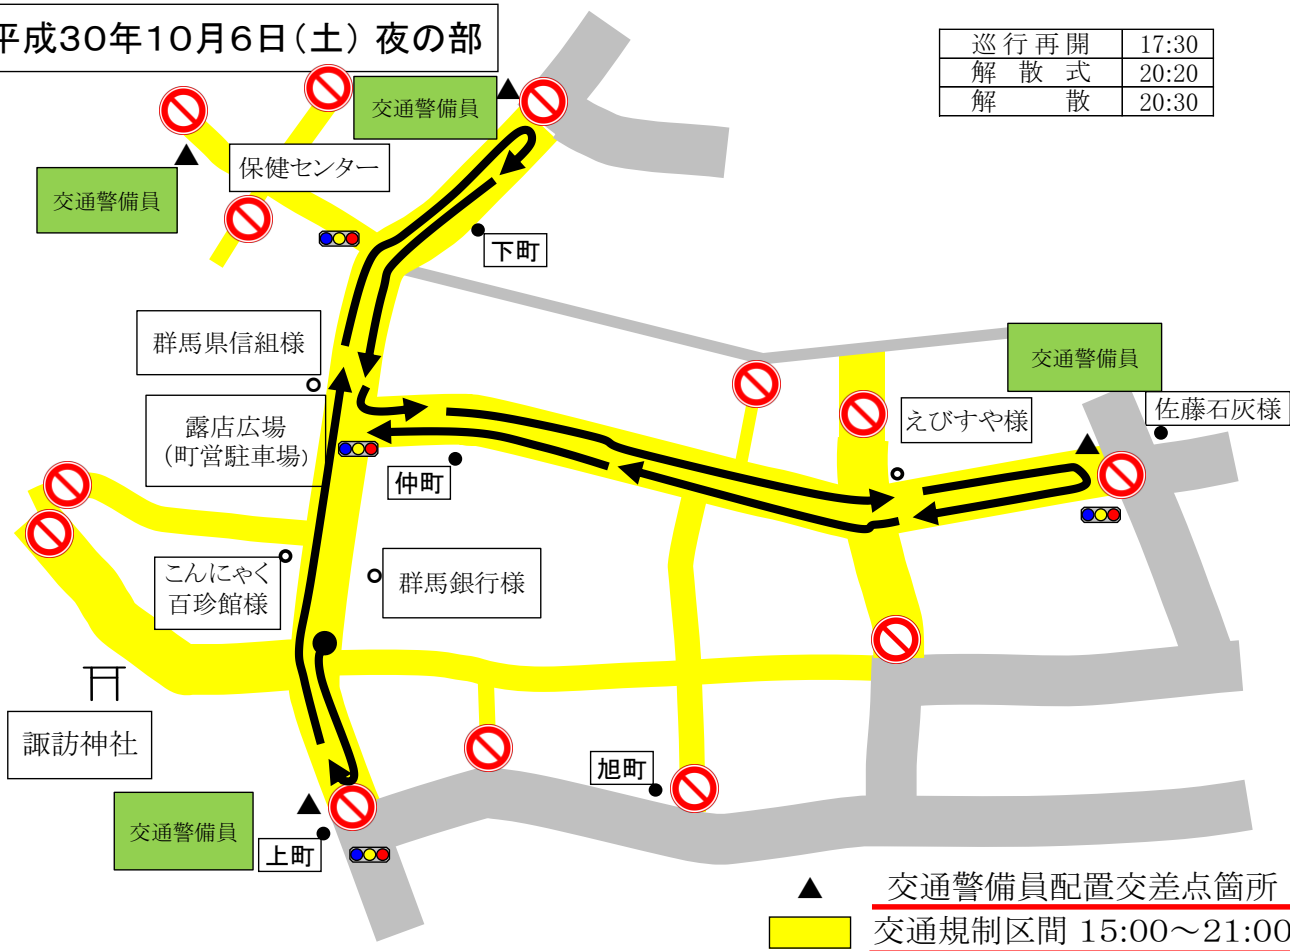 平成30年10月6日（土） 夜の部
巡行再開 17:30
解散式 20:20
解散 20:30
交通警備員
保健センター
交通警備員
下町
群馬県信組様
交通警備員
佐藤石灰様
えびすや様
露店広場
（町営駐車場）
仲町
こんにゃく
百珍館様
群馬銀行様
諏訪神社
旭町
交通警備員
上町
交通警備員配置交差点箇所
交通規制区間 15:00～21:00